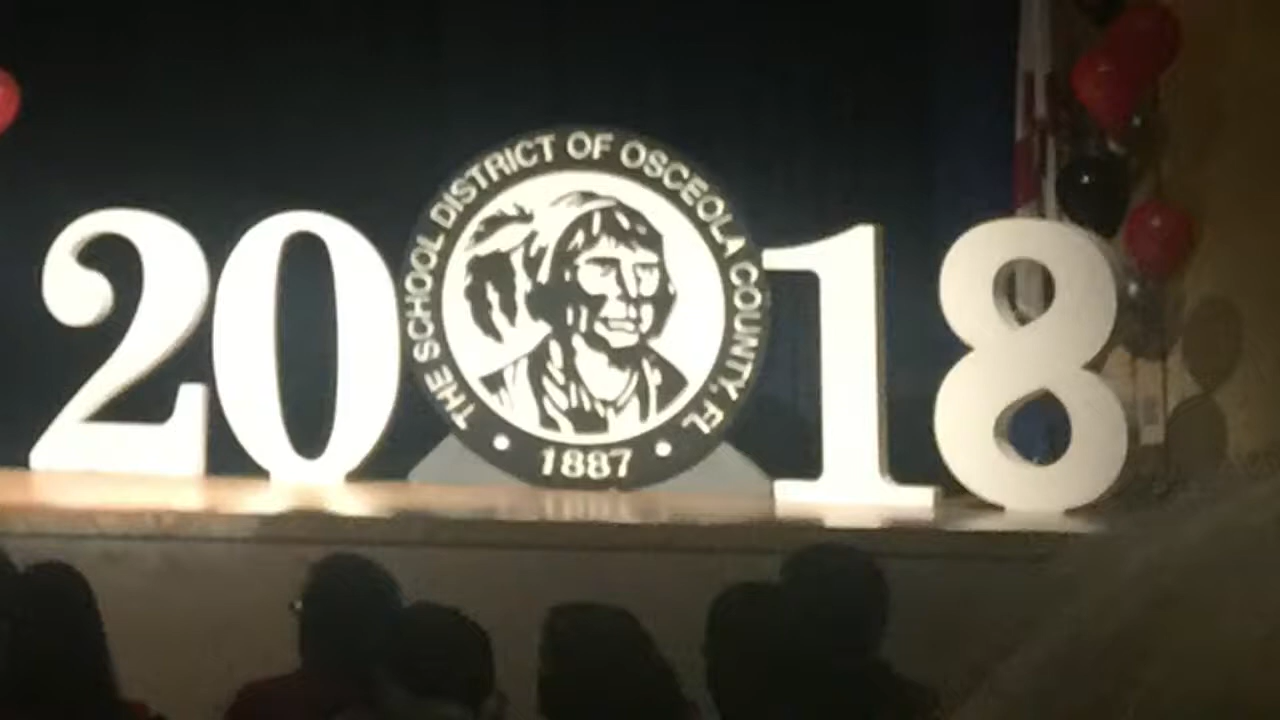 20
THE SCHOOL DISTRICT OF OSCEOLA COUNTY, FL
• 1887 •
18